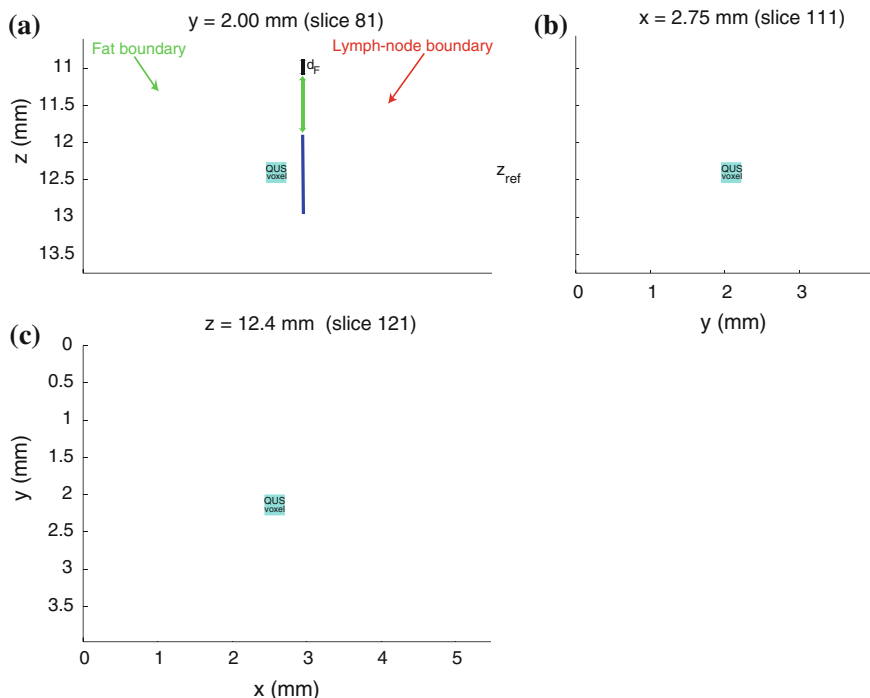 (a)
y = 2.00 mm (slice 81)
Fat boundary
Lymph-node boundary
d_F
11
11.5
12
12.5
13
13.5
z (mm)
QUS
voxel
z_ref
(b)
x = 2.75 mm (slice 111)
QUS
voxel
0 1 2 3
y (mm)
(c)
z = 12.4 mm (slice 121)
0
0.5
1
1.5
2
2.5
3
3.5
y (mm)
QUS
voxel
0 1 2 3 4 5
x (mm)